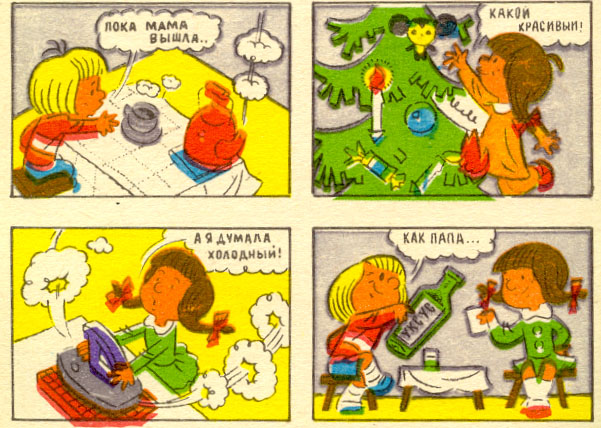 ПОКА МАМА
ВЫШЛА..
КАКОЙ
КРАСИВЫЙ!
А Я ДУМАЛА
ХОЛОДНЫЙ!
КАК ПАПА...
УКСУС